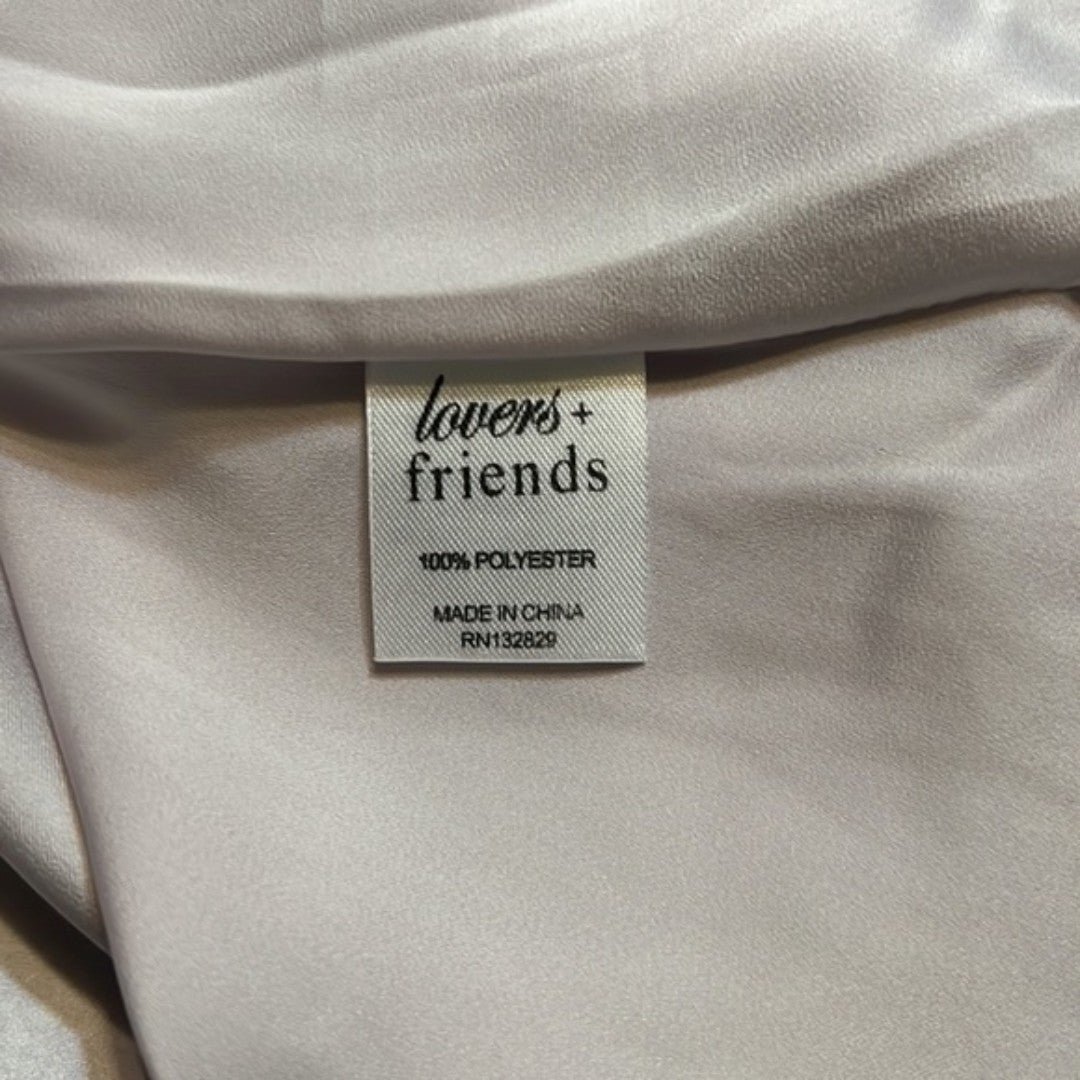 lovers +
friends
100% POLYESTER
MADE IN CHINA
RN132829